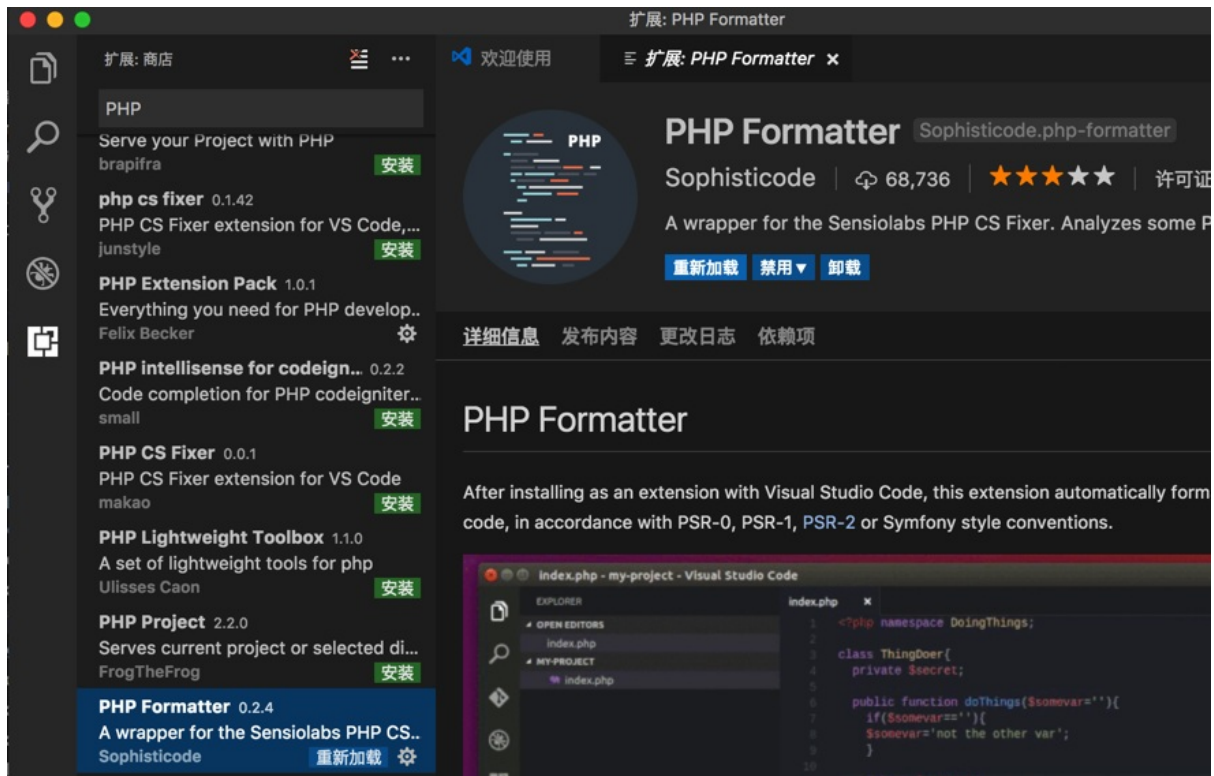 扩展: PHP Formatter
扩展: 商店
PHP
Serve your Project with PHP
brapifra
安装
php cs fixer 0.1.42
PHP CS Fixer extension for VS Code,...
junstyle
安装
PHP Extension Pack 1.0.1
Everything you need for PHP develop..
Felix Becker
PHP intellisense for codeign... 0.2.2
Code completion for PHP codeigniter...
small
安装
PHP CS Fixer 0.0.1
PHP CS Fixer extension for VS Code
makao
安装
PHP Lightweight Toolbox 1.1.0
A set of lightweight tools for php
Ulisses Caon
安装
PHP Project 2.2.0
Serves current project or selected di...
FrogTheFrog
安装
PHP Formatter 0.2.4
A wrapper for the Sensiolabs PHP CS..
Sophisticode
重新加载
欢迎使用
扩展: PHP Formatter
PHP
PHP Formatter Sophisticode.php-formatter
Sophisticode 68,736 许可证
A wrapper for the Sensiolabs PHP CS Fixer. Analyzes some P
重新加载 禁用 卸载
详细信息 发布内容 更改日志 依赖项
PHP Formatter
After installing as an extension with Visual Studio Code, this extension automatically form
code, in accordance with PSR-0, PSR-1, PSR-2 or Symfony style conventions.
index.php - my-project - Visual Studio Code
EXPLORER
OPEN EDITORS
index.php
MY-PROJECT
index.php
index.php
1 <?php namespace DoingThings;
2
3 class ThingDoer{
4 private $secret;
5
6 public function doThings($somevar=''){
7 if($somevar==''){
8 $somevar='not the other var';
9 }
10